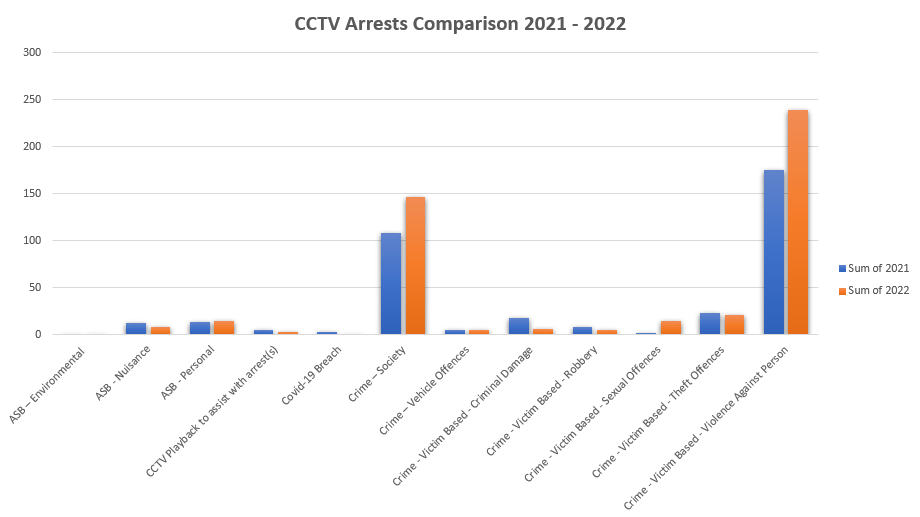 CCTV Arrests Comparison 2021 - 2022
300
250
200
150
100
50
0
Sum of 2021
Sum of 2022
ASB – Environmental
ASB - Nuisance
ASB - Personal
CCTV Playback to assist with arrest(s)
Covid-19 Breach
Crime – Society
Crime – Vehicle Offences
Crime - Victim Based - Criminal Damage
Crime - Victim Based - Robbery
Crime - Victim Based - Sexual Offences
Crime - Victim Based - Theft Offences
Crime - Victim Based - Violence Against Person